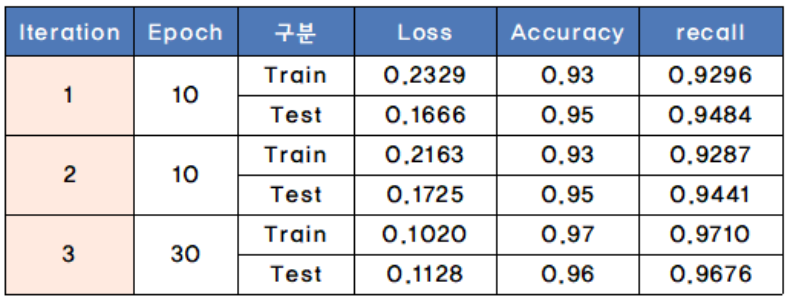 Iteration Epoch 구분 Loss Accuracy recall
1 10 Train 0.2329 0.93 0.9296
Test 0.1666 0.95 0.9484
2 10 Train 0.2163 0.93 0.9287
Test 0.1725 0.95 0.9441
3 30 Train 0.1020 0.97 0.9710
Test 0.1128 0.96 0.9676